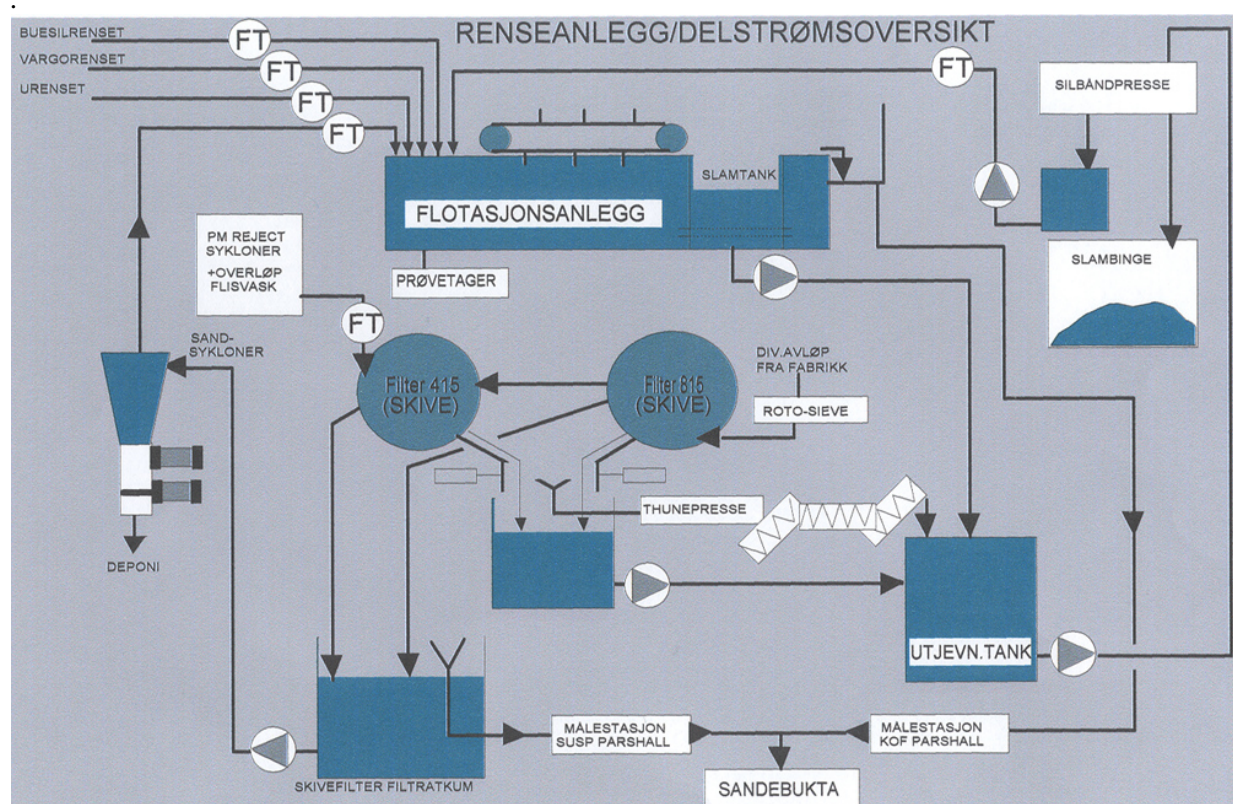 RENSEANLEGG/DELSTRØMSOVERSIKT
BUESILRENSET
FT
VARGORENSET
FT
URENSET
FT
FT
FT
SILBÅNDPRESSE
SLAMTANK
FLOTASJONSANLEGG
PM REJECT
SYKLONER
+OVERLØP
FLISVASK
PRØVETAGER
SLAMBINGE
FT
SAND-
SYKLONER
DIV.AVLØP
FRA FABRIKK
Filter 415
(SKIVE)
Filter 815
(SKIVE)
ROTO-SIEVE
THUNEPRESSE
DEPONI
UTJEVN.TANK
MÅLESTASJON
SUSP PARSHALL
MÅLESTASJON
KOF PARSHALL
SKIVEFILTER FILTRATKUM
SANDEBUKTA